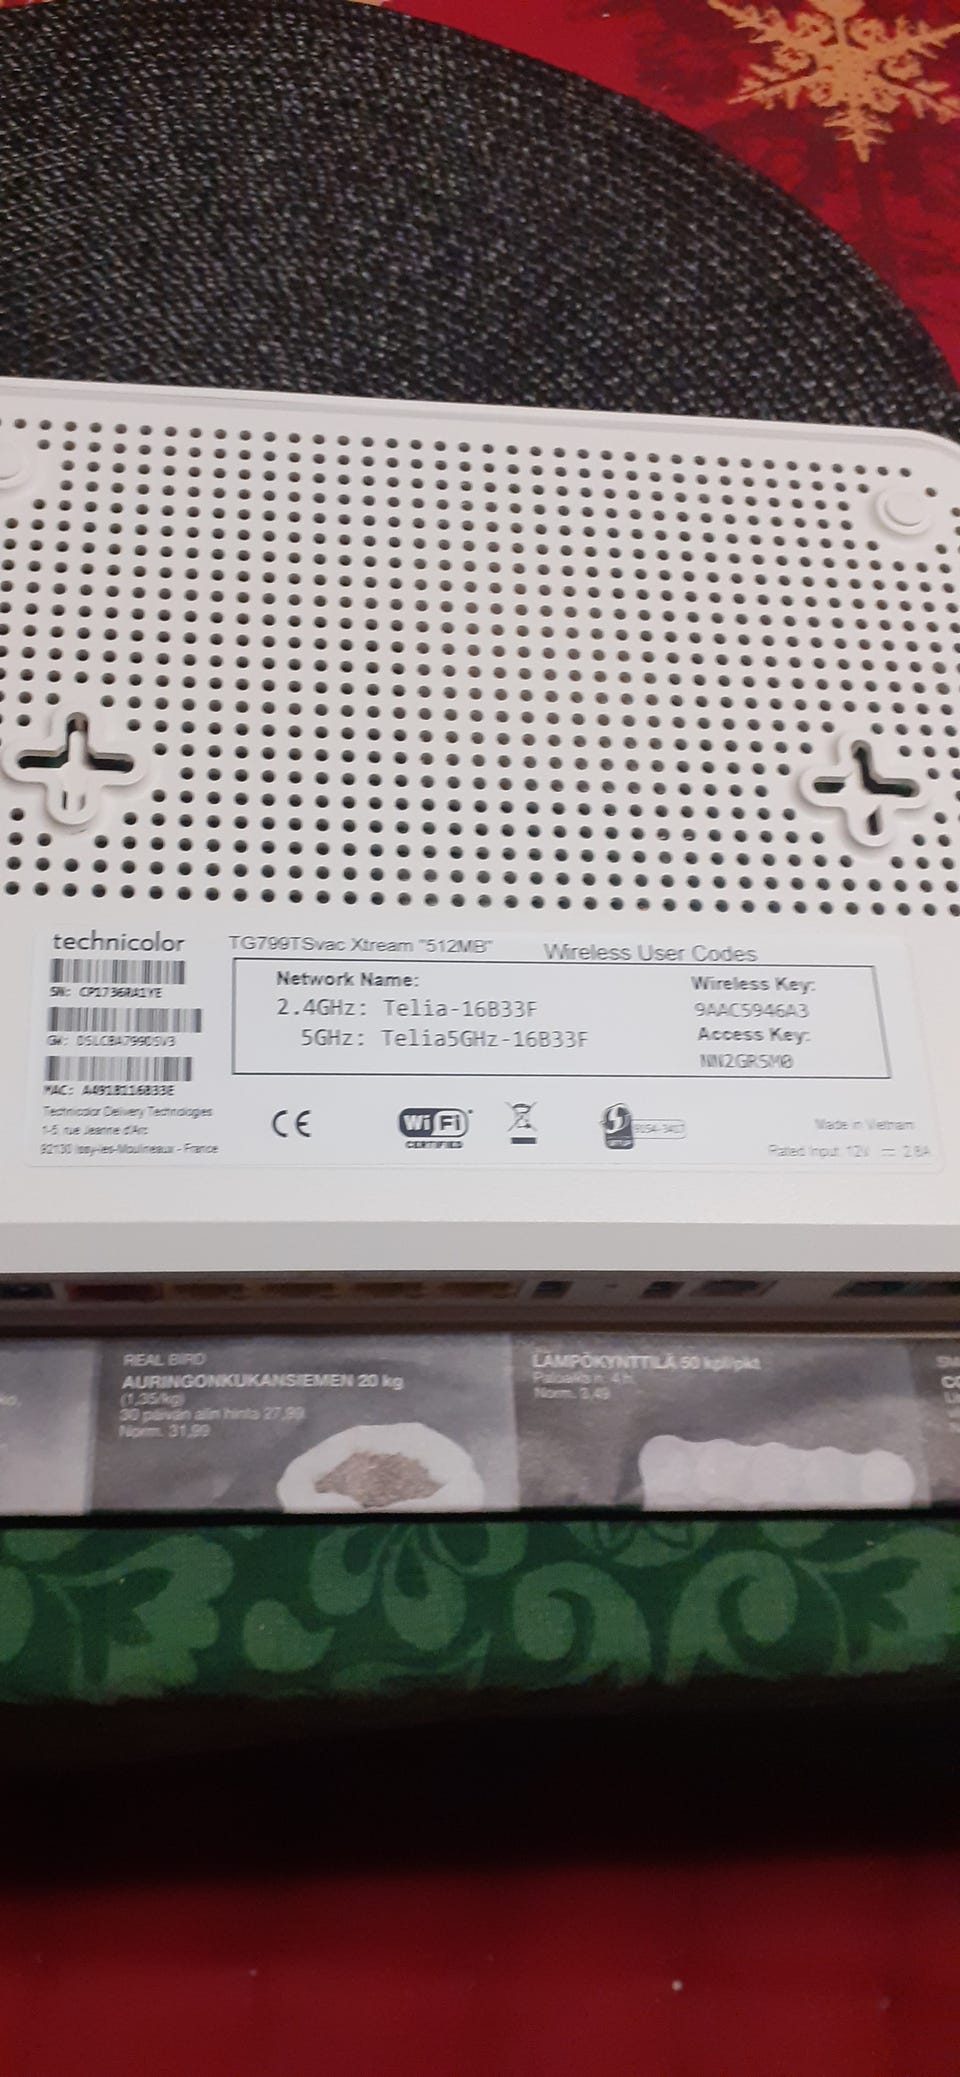 technicolor
TG799TSvac Xtream "512MB"
Wireless User Codes
SN: CP1736RA1YE
Network Name:
2.4GHz: Telia-16B33F
5GHz: Telia5GHz-16B33F
Wireless Key:
9AAC5946A3
Access Key:
NN2GR5M0
MAC: A491B116B33E
Technicolor Delivery Technologies
1-5, rue Jeanne d'Arc
92130 Issy-les-Moulineaux - France
CE
Wi Fi
CERTIFIED
Made in Vietnam
Rated Input: 12V 2.8A
REAL BIRD
AURINGONKUKANSIEMEN 20 kg
(1,35/kg)
30 päivän alin hinta 27,99
Norm. 31,99
LÄMPÖKYNTTILÄ 50 kpl/pkt
Paloaika n. 4 h.
Norm. 3,49